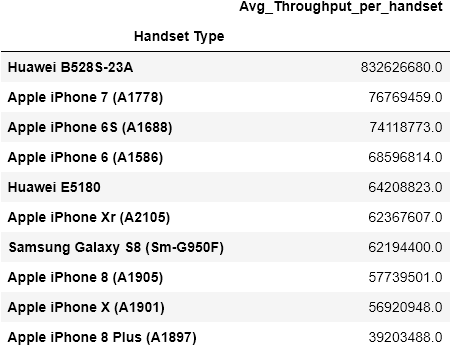 Avg_Throughput_per_handset
Handset Type
Huawei B528S-23A 832626680.0
Apple iPhone 7 (A1778) 76769459.0
Apple iPhone 6S (A1688) 74118773.0
Apple iPhone 6 (A1586) 68596814.0
Huawei E5180 64208823.0
Apple iPhone Xr (A2105) 62367607.0
Samsung Galaxy S8 (Sm-G950F) 62194400.0
Apple iPhone 8 (A1905) 57739501.0
Apple iPhone X (A1901) 56920948.0
Apple iPhone 8 Plus (A1897) 39203488.0